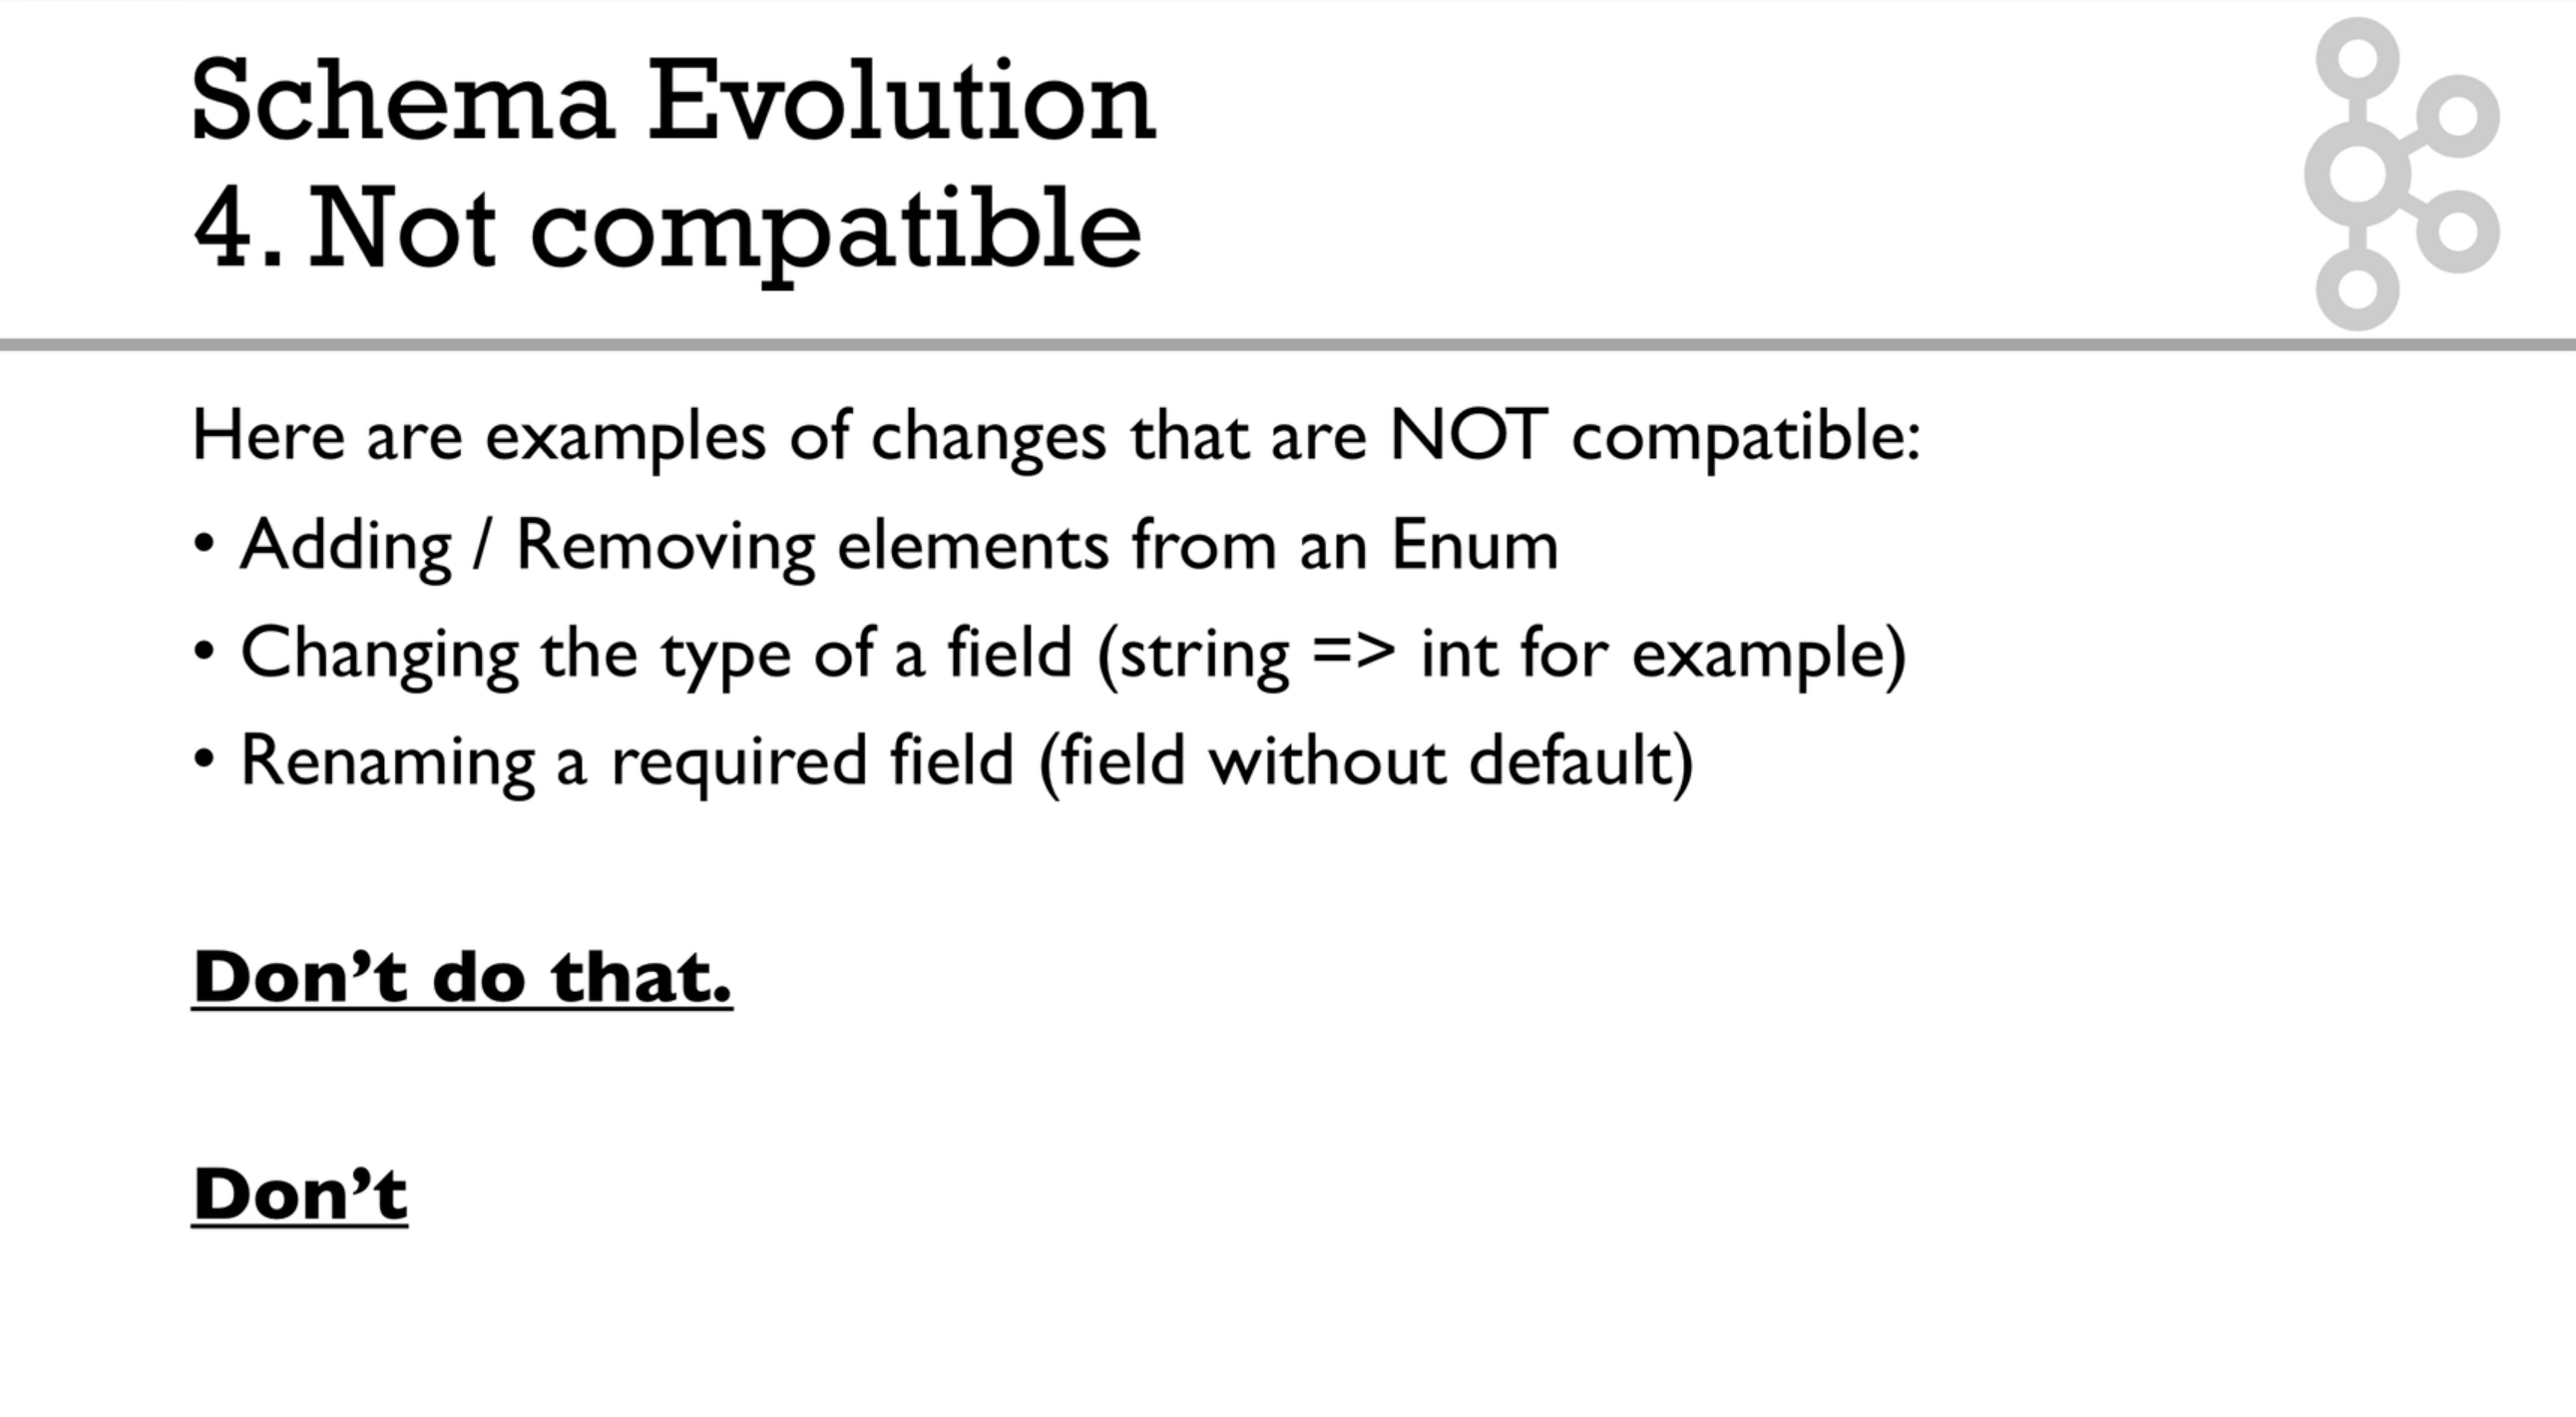 Schema Evolution
4. Not compatible
Here are examples of changes that are NOT compatible:
• Adding / Removing elements from an Enum
• Changing the type of a field (string => int for example)
• Renaming a required field (field without default)
Don’t do that.
Don’t